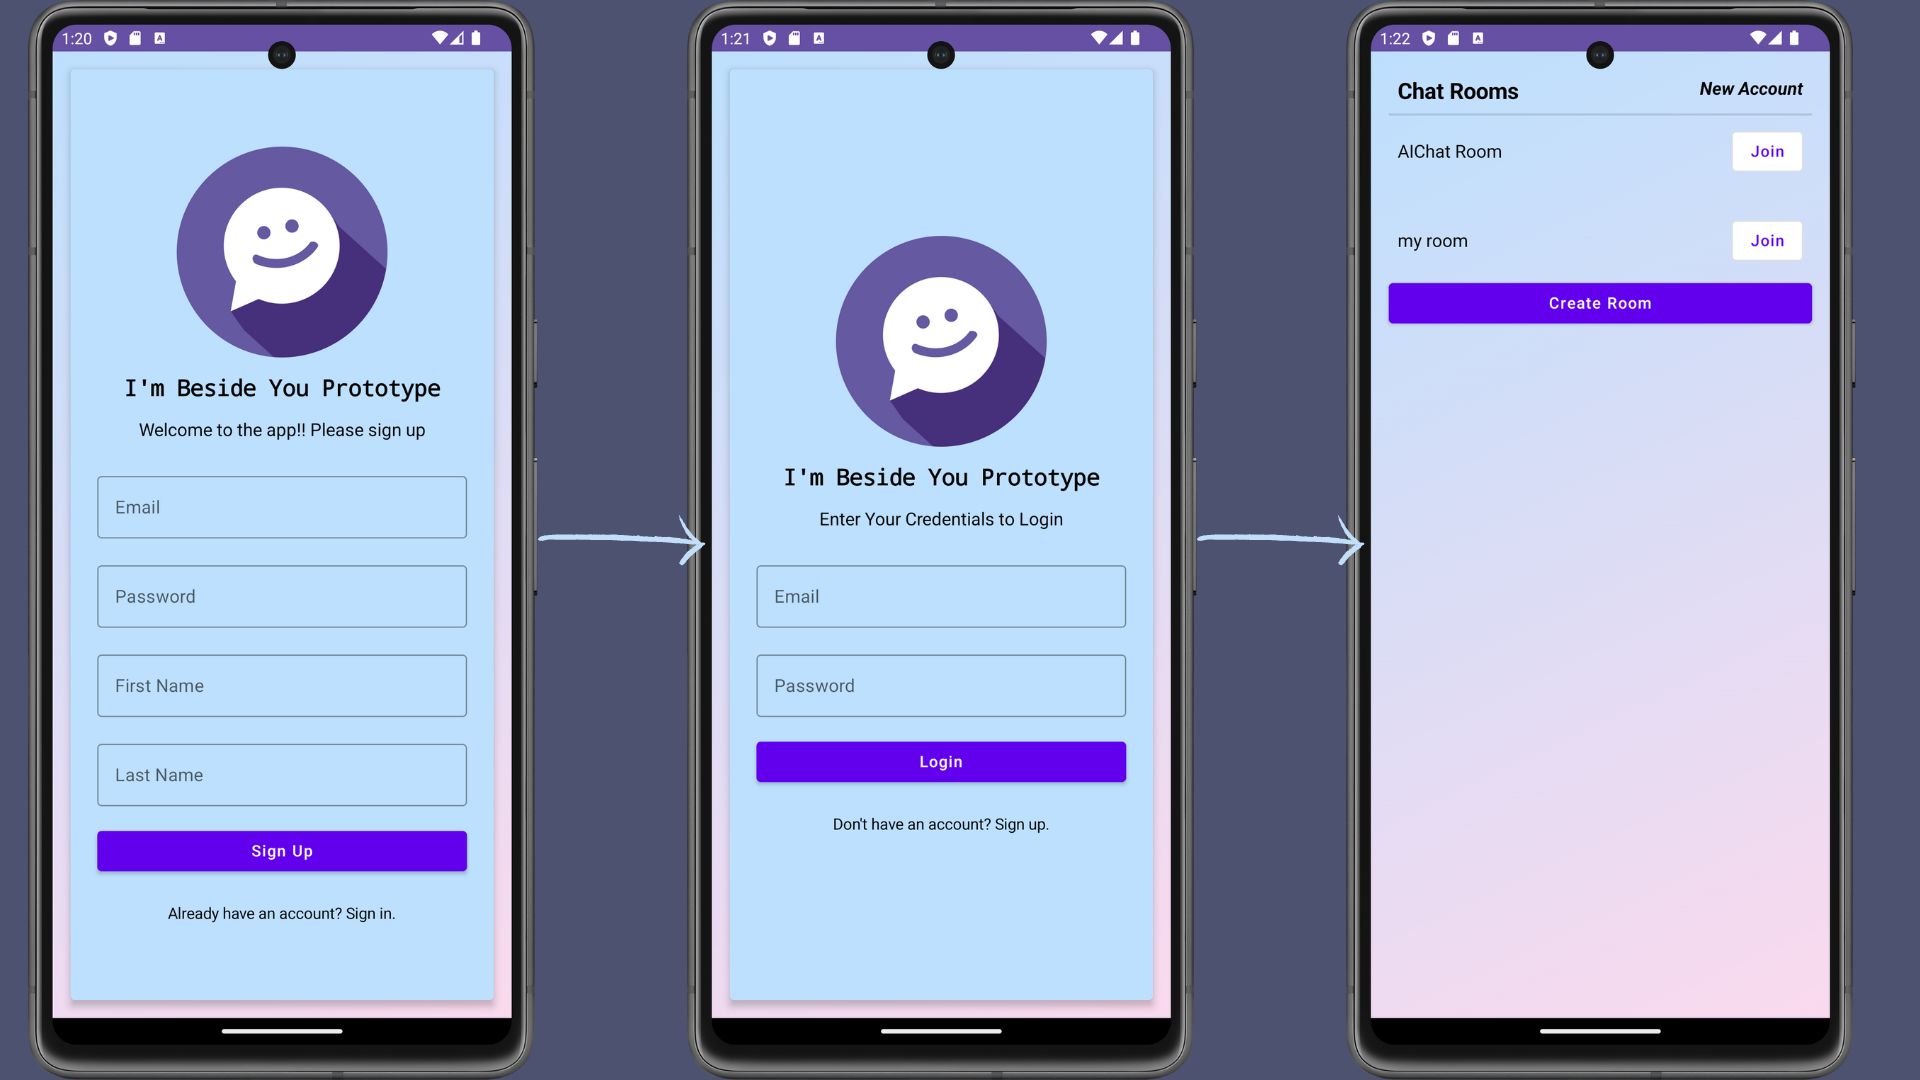 1:20
I'm Beside You Prototype
Welcome to the app!! Please sign up
Email
Password
First Name
Last Name
Sign Up
Already have an account? Sign in.
1:21
I'm Beside You Prototype
Enter Your Credentials to Login
Email
Password
Login
Don't have an account? Sign up.
1:22
Chat Rooms
New Account
AIChat Room
Join
my room
Join
Create Room